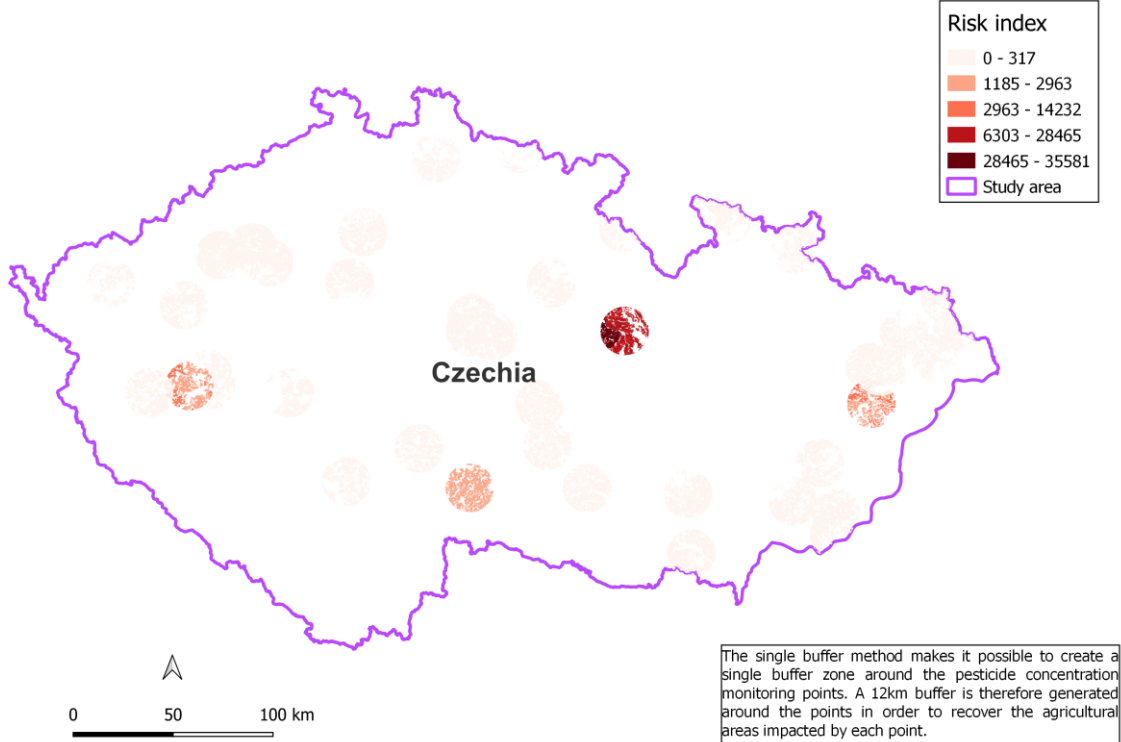 Risk index
0 - 317
1185 - 2963
2963 - 14232
6303 - 28465
28465 - 35581
Study area
Czechia
0 50 100 km
The single buffer method makes it possible to create a
single buffer zone around the pesticide concentration
monitoring points. A 12km buffer is therefore generated
around the points in order to recover the agricultural
areas impacted by each point.